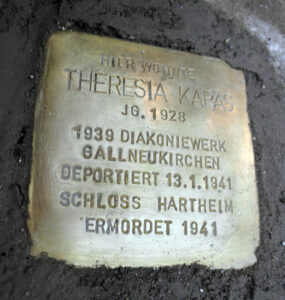 HIER WOHNTE
THERESIA KARAS
JG. 1928
1939 DIAKONIEWERK
GALLNEUKIRCHEN
DEPORTIERT 13.1.1941
SCHLOSS HARTHEIM
ERMORDET 1941